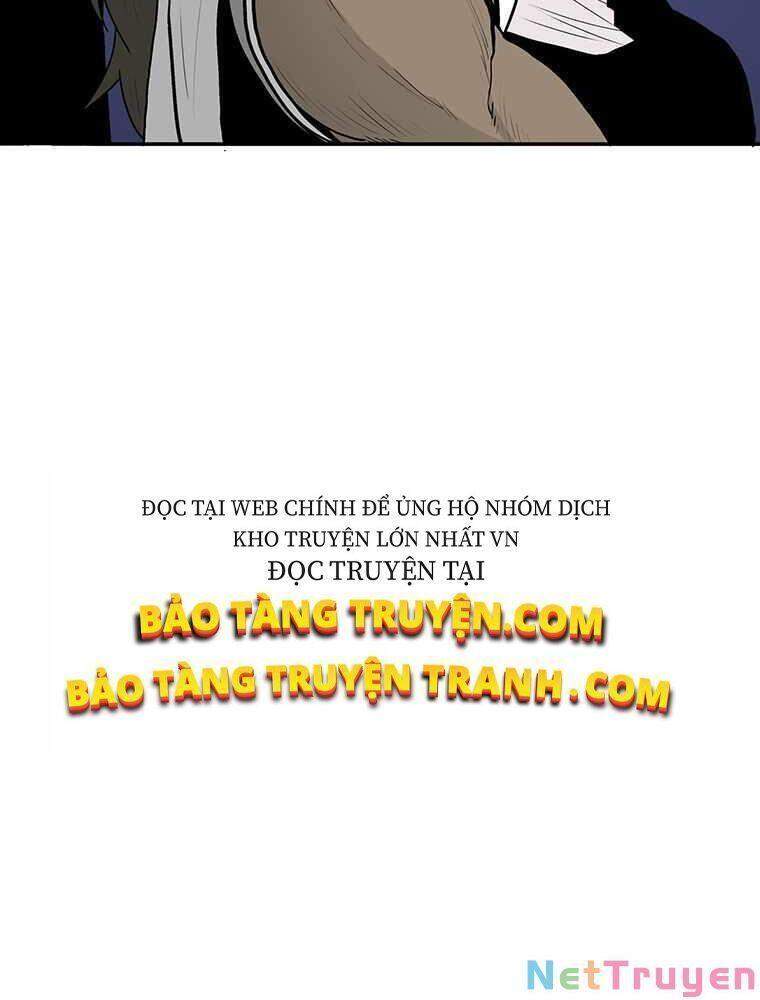 ĐỌC TẠI WEB CHÍNH ĐỂ ỦNG HỘ NHÓM DỊCH
KHO TRUYỆN LỚN NHẤT VN
ĐỌC TRUYỆN TẠI
BẢO TÀNG TRUYỆN.COM
BẢO TÀNG TRUYỆN TRANH.COM
NetTruyen